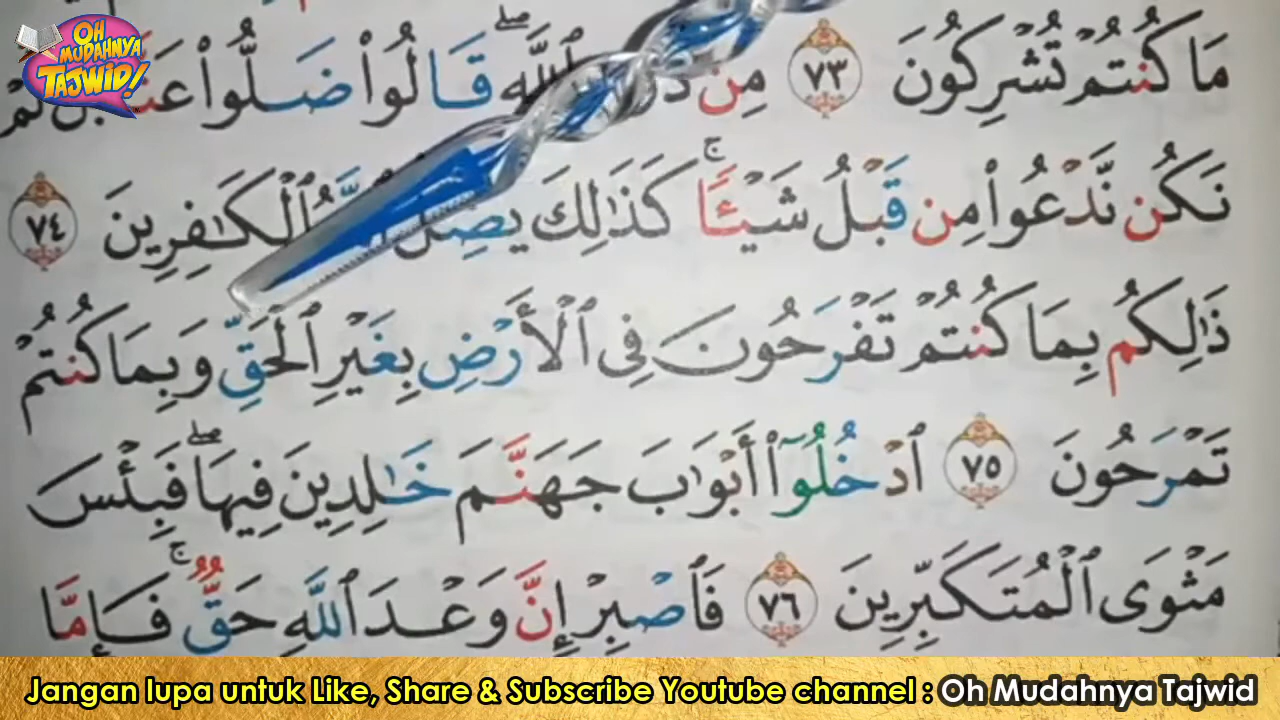 OH
MUDAHNYA
TAJWID!
مَا كُنتُمْ تُشْرِكُونَ ٧٣ مِن ٱللَّهِۖ قَالُوا۟ ضَلُّوا۟
نَكُن نَّدْعُوا۟ مِن قَبْلُ شَيْـًٔاۚ كَذَٰلِكَ يُضِلُّ ٱللَّهُ ٱلْكَـٰفِرِينَ ٧٤
ذَٰلِكُم بِمَا كُنتُمْ تَفْرَحُونَ فِى ٱلْأَرْضِ بِغَيْرِ ٱلْحَقِّ وَبِمَا كُنتُمْ
تَمْرَحُونَ ٧٥ ٱدْخُلُوٓا۟ أَبْوَٰبَ جَهَنَّمَ خَـٰلِدِينَ فِيهَاۖ فَبِئْسَ
مَثْوَى ٱلْمُتَكَبِّرِينَ ٧٦ فَٱصْبِرْ إِنَّ وَعْدَ ٱللَّهِ حَقٌّۚ فَإِمَّا
Jangan lupa untuk Like, Share & Subscribe Youtube channel : Oh Mudahnya Tajwid